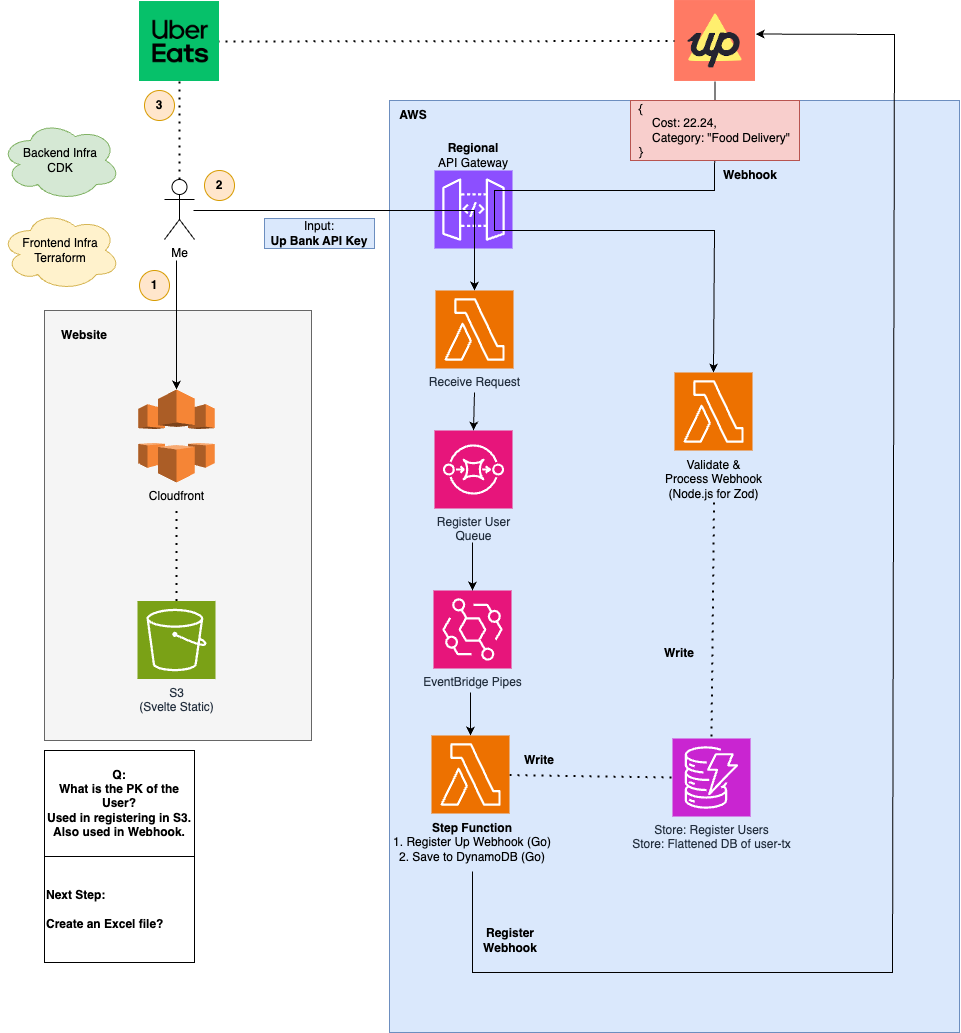 Uber
Eats
up
3
AWS
{
Cost: 22.24,
Category: "Food Delivery"
}
Webhook
Backend Infra
CDK
Regional
API Gateway
2
Frontend Infra
Terraform
Input:
Up Bank API Key
Me
1
Website
Receive Request
Cloudfront
Validate &
Process Webhook
(Node.js for Zod)
Register User
Queue
Write
EventBridge Pipes
S3
(Svelte Static)
Q:
What is the PK of the
User?
Used in registering in S3.
Also used in Webhook.
Write
Step Function
1. Register Up Webhook (Go)
2. Save to DynamoDB (Go)
Store: Register Users
Store: Flattened DB of user-tx
Next Step:
Create an Excel file?
Register
Webhook